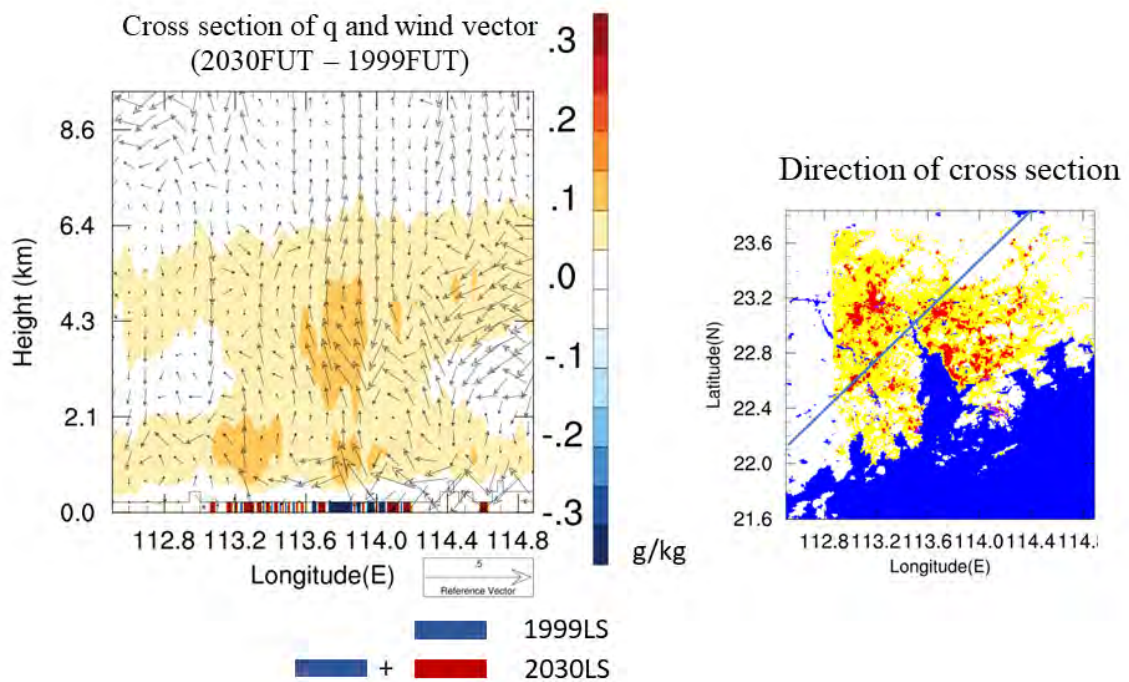 Cross section of q and wind vector
(2030FUT – 1999FUT)
.3
.2
.1
.0
-.1
-.2
-.3
g/kg
Height (km)
8.6
6.4
4.3
2.1
0.0
112.8 113.2 113.6 114.0 114.4 114.8
Longitude(E)
.5
Reference Vector
1999LS
+ 2030LS
Direction of cross section
Latitude(N)
23.6
23.2
22.8
22.4
22.0
21.6
112.8 113.2 113.6 114.0 114.4 114.8
Longitude(E)